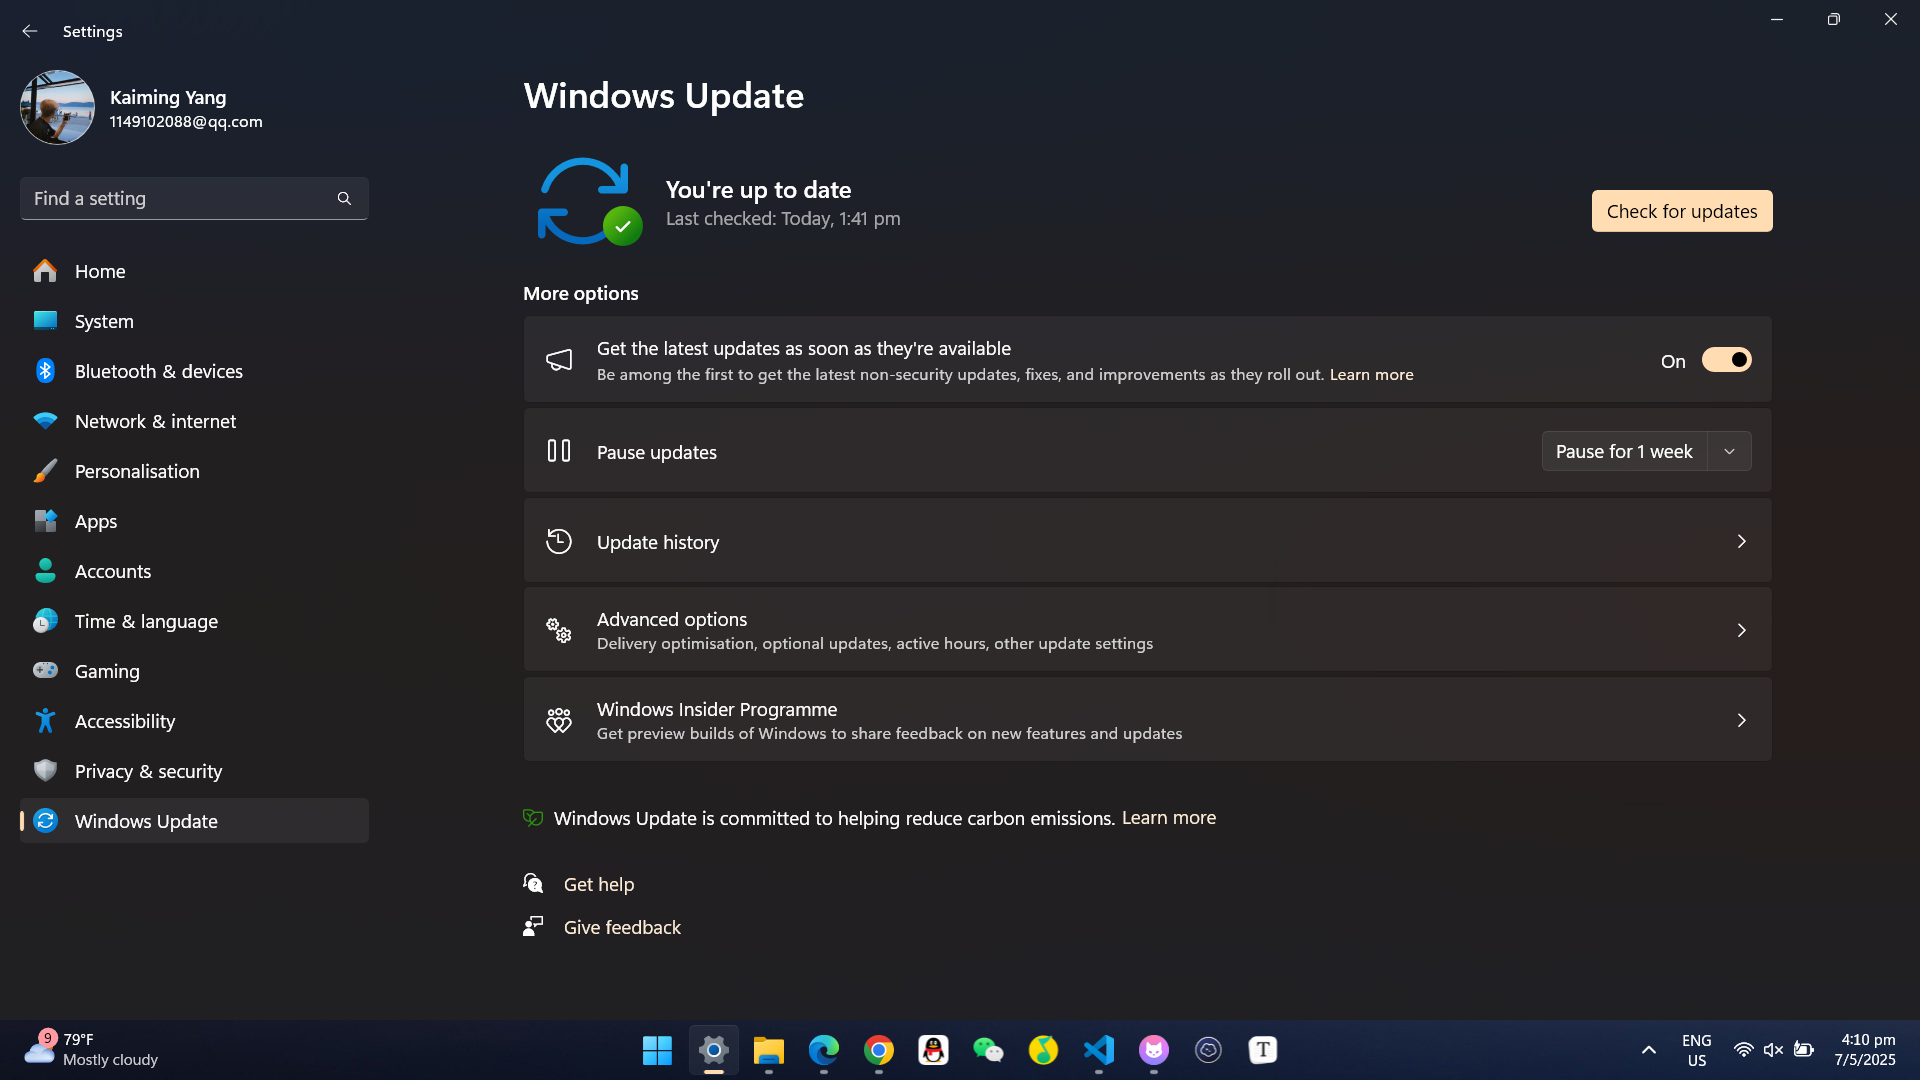 Settings
Kaiming Yang
1149102088@qq.com
Find a setting
Home
System
Bluetooth & devices
Network & internet
Personalisation
Apps
Accounts
Time & language
Gaming
Accessibility
Privacy & security
Windows Update
Windows Update
You're up to date
Last checked: Today, 1:41 pm
Check for updates
More options
Get the latest updates as soon as they're available
Be among the first to get the latest non-security updates, fixes, and improvements as they roll out. Learn more
On
Pause updates
Pause for 1 week
Update history
Advanced options
Delivery optimisation, optional updates, active hours, other update settings
Windows Insider Programme
Get preview builds of Windows to share feedback on new features and updates
Windows Update is committed to helping reduce carbon emissions. Learn more
Get help
Give feedback
9
79°F
Mostly cloudy
T
ENG
US
4:10 pm
7/5/2025